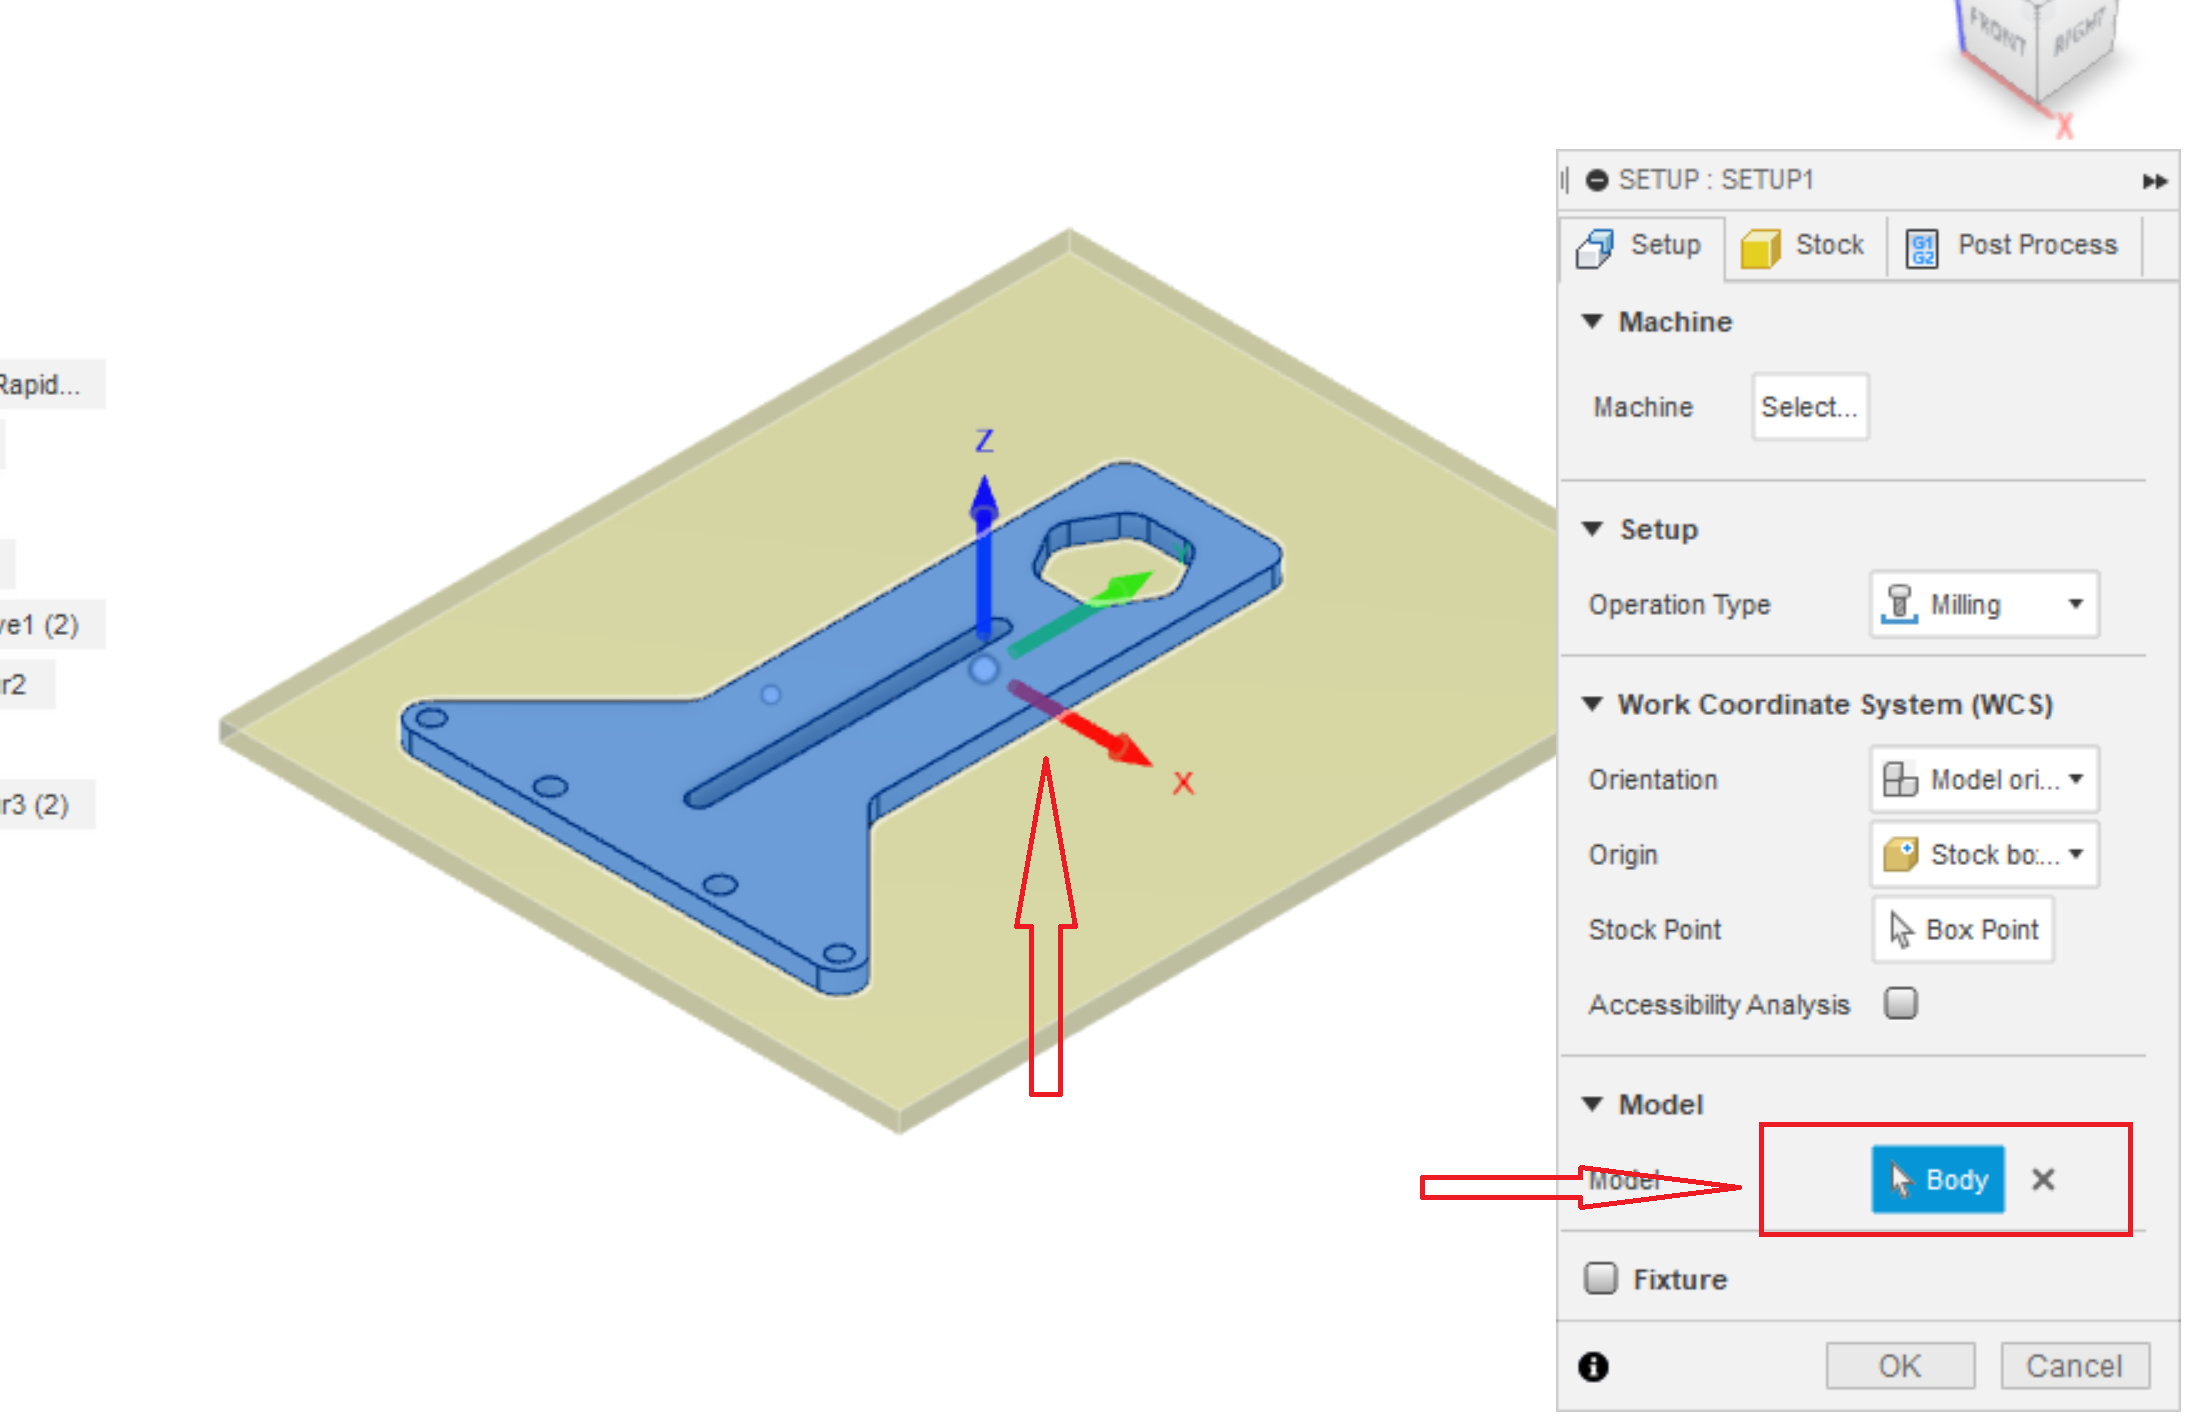 FRONT RIGHT
X
SETUP : SETUP1
Setup Stock G1 G2 Post Process
Machine
Rapid...
Machine Select...
Z
Setup
Operation Type Milling
ve1 (2)
r2
Work Coordinate System (WCS)
X
Orientation Model ori...
r3 (2)
Origin Stock bo...
Stock Point Box Point
Accessibility Analysis
Model
Model Body
Fixture
OK Cancel